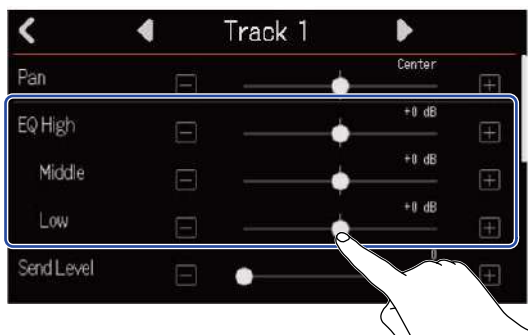 Track 1
Center
Pan
+0 dB
EQ High
+0 dB
Middle
+0 dB
Low
0
Send Level